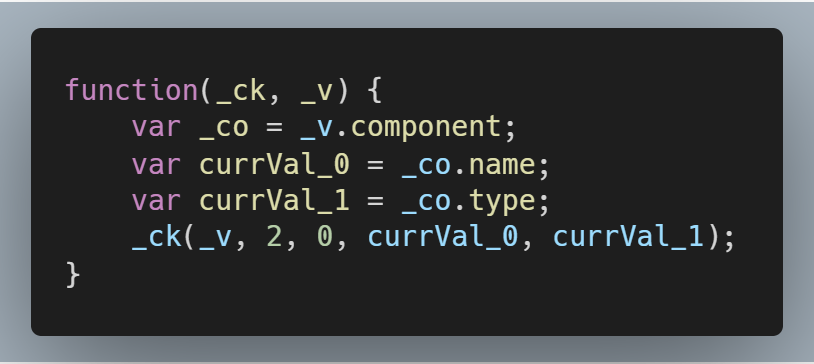 function(_ck, _v) {
    var _co = _v.component;
    var currVal_0 = _co.name;
    var currVal_1 = _co.type;
    _ck(_v, 2, 0, currVal_0, currVal_1);
}